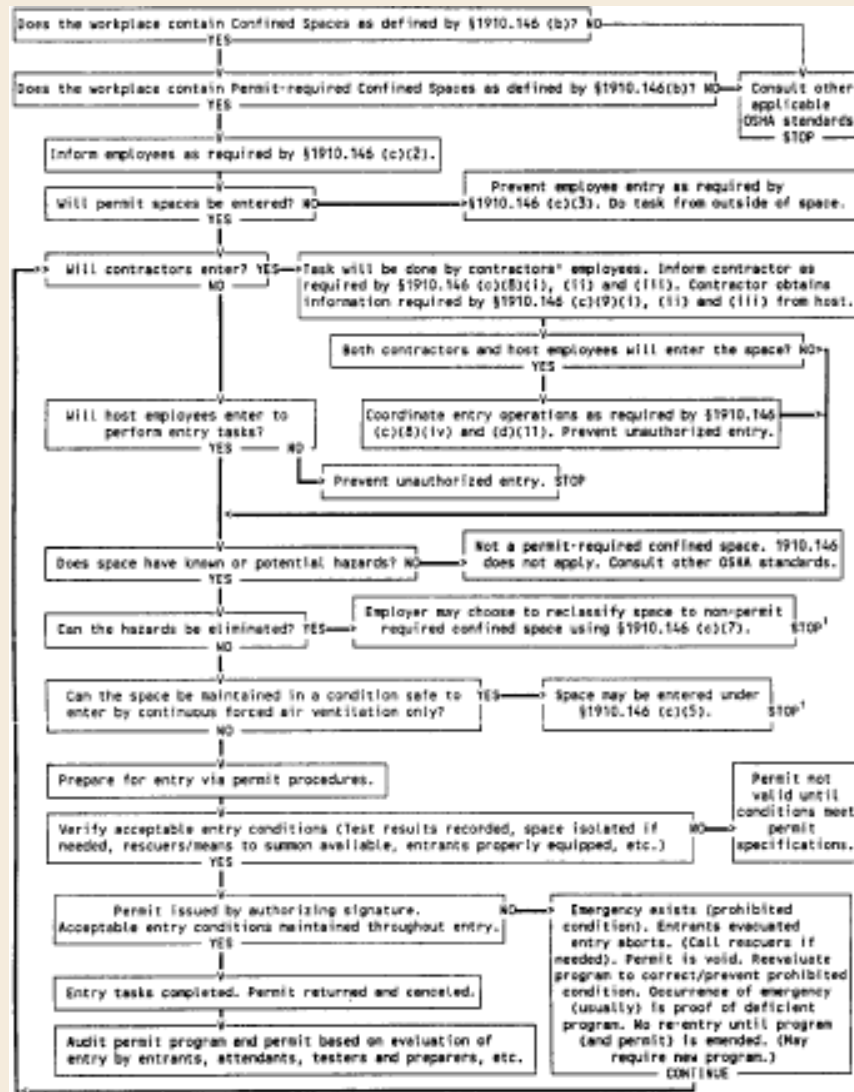 Does the workplace contain Confined Spaces as defined by §1910.146 (b)? NO
YES
Does the workplace contain Permit-required Confined Spaces as defined by §1910.146(b)? NO
YES
Consult other
applicable
OSHA standards
STOP
Inform employees as required by §1910.146 (c)(2).
Will permit spaces be entered? NO
YES
Prevent employee entry as required by
§1910.146 (c)(3). Do task from outside of space.
Will contractors enter? YES
NO
Task will be done by contractors' employees. Inform contractor as
required by §1910.146 (c)(8)(i), (ii) and (iii). Contractor obtains
information required by §1910.146 (c)(9)(i), (ii) and (iii) from host.
Both contractors and host employees will enter the space? NO
YES
Will host employees enter to
perform entry tasks?
YES NO
Coordinate entry operations as required by §1910.146
(c)(8)(iv) and (d)(11). Prevent unauthorized entry.
Prevent unauthorized entry. STOP
Does space have known or potential hazards? NO
YES
Not a permit-required confined space. 1910.146
does not apply. Consult other OSHA standards.
Can the hazards be eliminated? YES
NO
Employer may choose to reclassify space to non-permit
required confined space using §1910.146 (c)(7). STOP¹
Can the space be maintained in a condition safe to YES
enter by continuous forced air ventilation only?
NO
Space may be entered under
§1910.146 (c)(5). STOP¹
Prepare for entry via permit procedures.
Verify acceptable entry conditions (Test results recorded, space isolated if NO
needed, rescuers/means to summon available, entrants properly equipped, etc.)
YES
Permit not
valid until
conditions meet
permit
specifications.
Permit issued by authorizing signature. NO
Acceptable entry conditions maintained throughout entry.
YES
Emergency exists (prohibited
condition). Entrants evacuated
entry aborts. (Call rescuers if
needed). Permit is void. Reevaluate
program to correct/prevent prohibited
condition. Occurrence of emergency
(usually) is proof of deficient
program. No re-entry until program
(and permit) is amended. (May
require new program.)
CONTINUE
Entry tasks completed. Permit returned and canceled.
Audit permit program and permit based on evaluation of
entry by entrants, attendants, testers and preparers, etc.